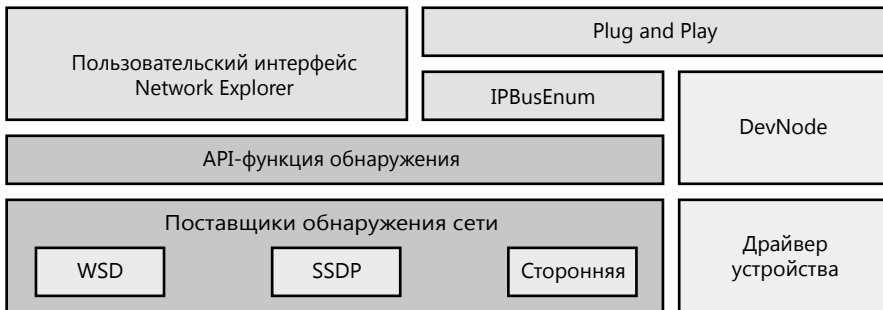 Пользовательский интерфейс
Network Explorer
Plug and Play
IPBusEnum
DevNode
API-функция обнаружения
Поставщики обнаружения сети
WSD
SSDP
Сторонняя
Драйвер
устройства